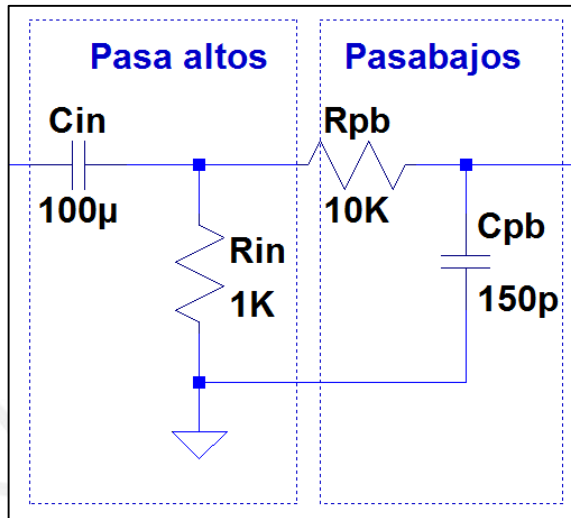 Pasa altos
Pasabajos
Cin
100µ
Rin
1K
Rpb
10K
Cpb
150p